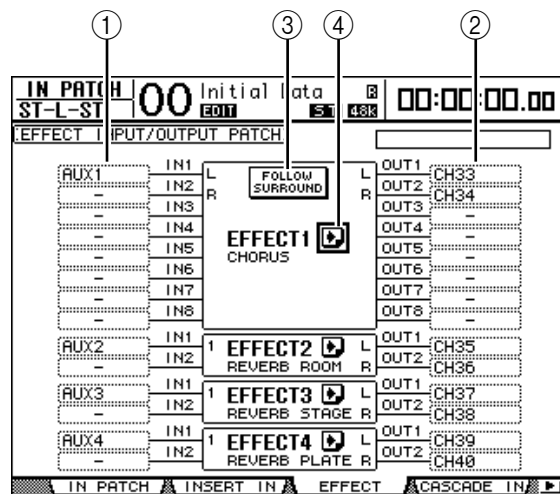 ① ③ ④ ②
IN PATCH 00 Initial Data EDIT ST 48K 00:00:00.00
ST-L-ST
EFFECT INPUT/OUTPUT PATCH
AUX1 IN1 L FOLLOW SURROUND L OUT1 CH33
– IN2 R R OUT2 CH34
– IN3 OUT3 –
– IN4 EFFECT1 OUT4 –
– IN5 CHORUS OUT5 –
– IN6 OUT6 –
– IN7 OUT7 –
– IN8 OUT8 –
AUX2 IN1 1 EFFECT2 L OUT1 CH35
– IN2 REVERB ROOM R OUT2 CH36
AUX3 IN1 1 EFFECT3 L OUT1 CH37
– IN2 REVERB STAGE R OUT2 CH38
AUX4 IN1 1 EFFECT4 L OUT1 CH39
– IN2 REVERB PLATE R OUT2 CH40
IN PATCH INSERT IN EFFECT CASCADE IN